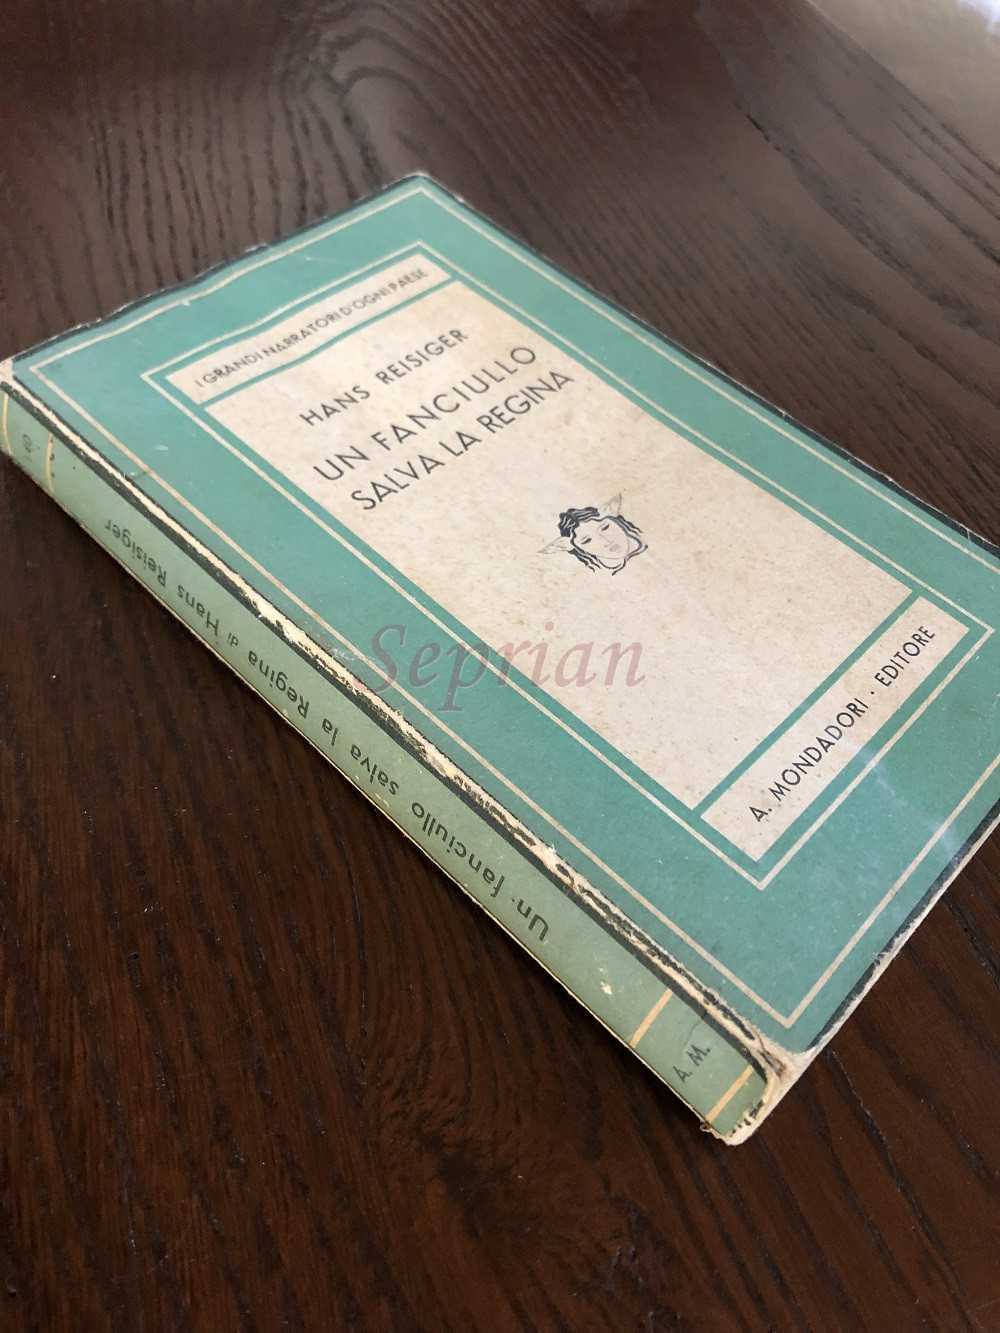 I GRANDI NARRATORI D'OGNI PAESE
HANS REISIGER
UN FANCIULLO
SALVA LA REGINA
A. MONDADORI · EDITORE
Un fanciullo salva la Regina di Hans Reisiger
A. M.
Seprian